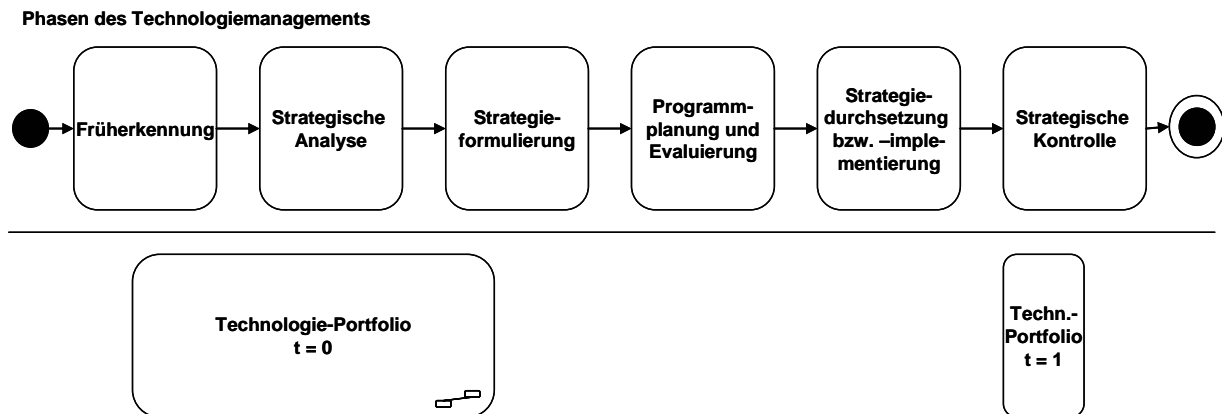 Phasen des Technologiemanagements
Früherkennung
Strategische
Analyse
Strategie-
formulierung
Programm-
planung und
Evaluierung
Strategie-
durchsetzung
bzw. –imple-
mentierung
Strategische
Kontrolle
Technologie-Portfolio
t = 0
Techn.-
Portfolio
t = 1